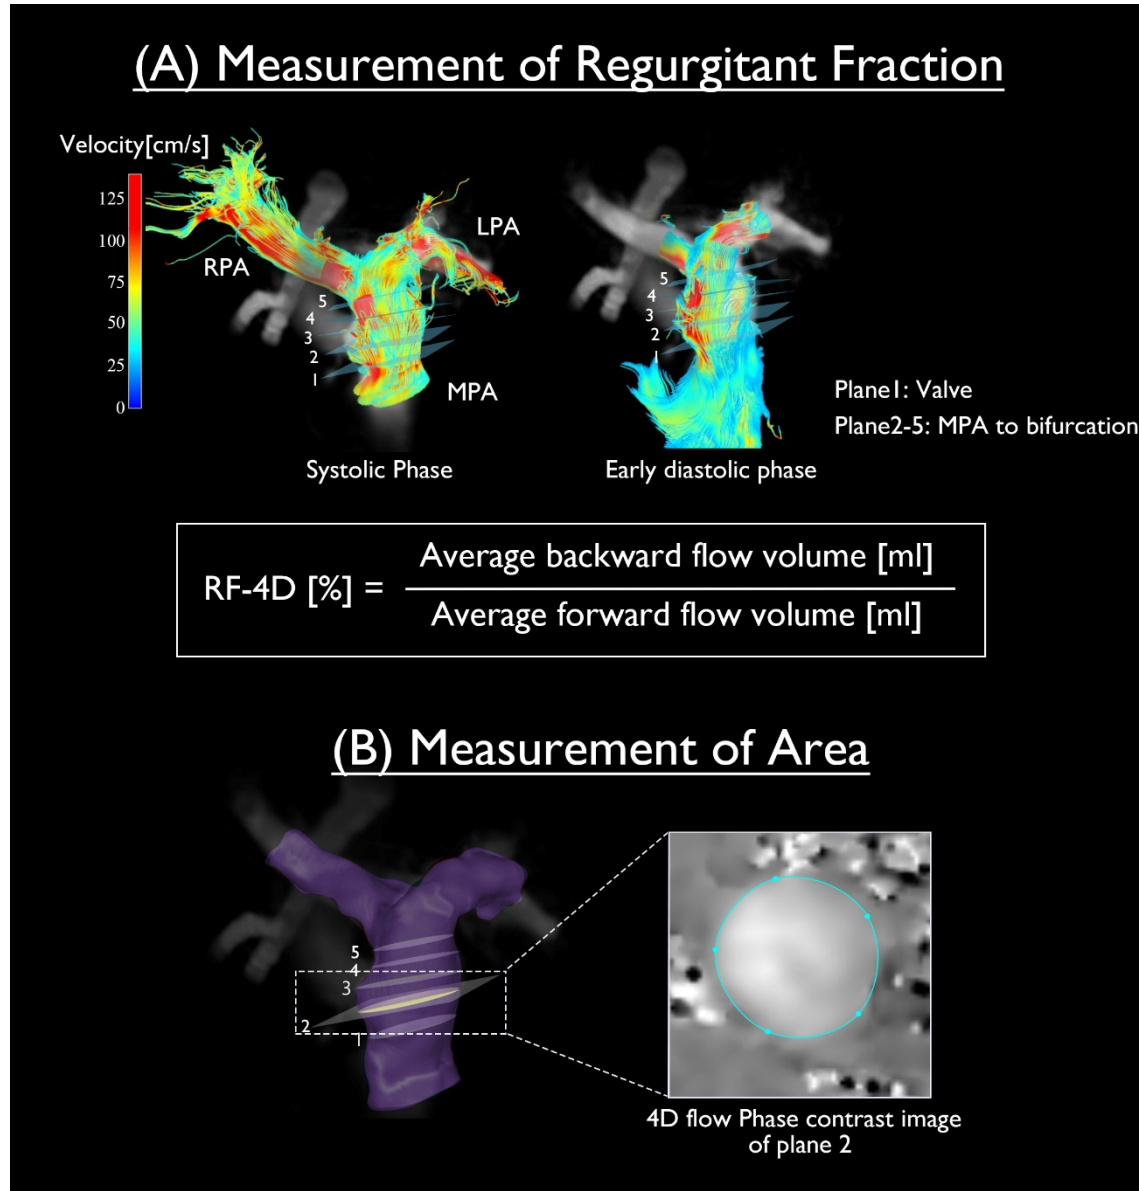 (A) Measurement of Regurgitant Fraction
Velocity[cm/s]
125
100
75
50
25
0
RPA
LPA
MPA
5
4
3
2
1
Systolic Phase
5
4
3
2
1
Early diastolic phase
Plane1: Valve
Plane2-5: MPA to bifurcation
RF-4D [%] =
Average backward flow volume [ml]
Average forward flow volume [ml]
(B) Measurement of Area
5
4
3
2
1
4D flow Phase contrast image
of plane 2